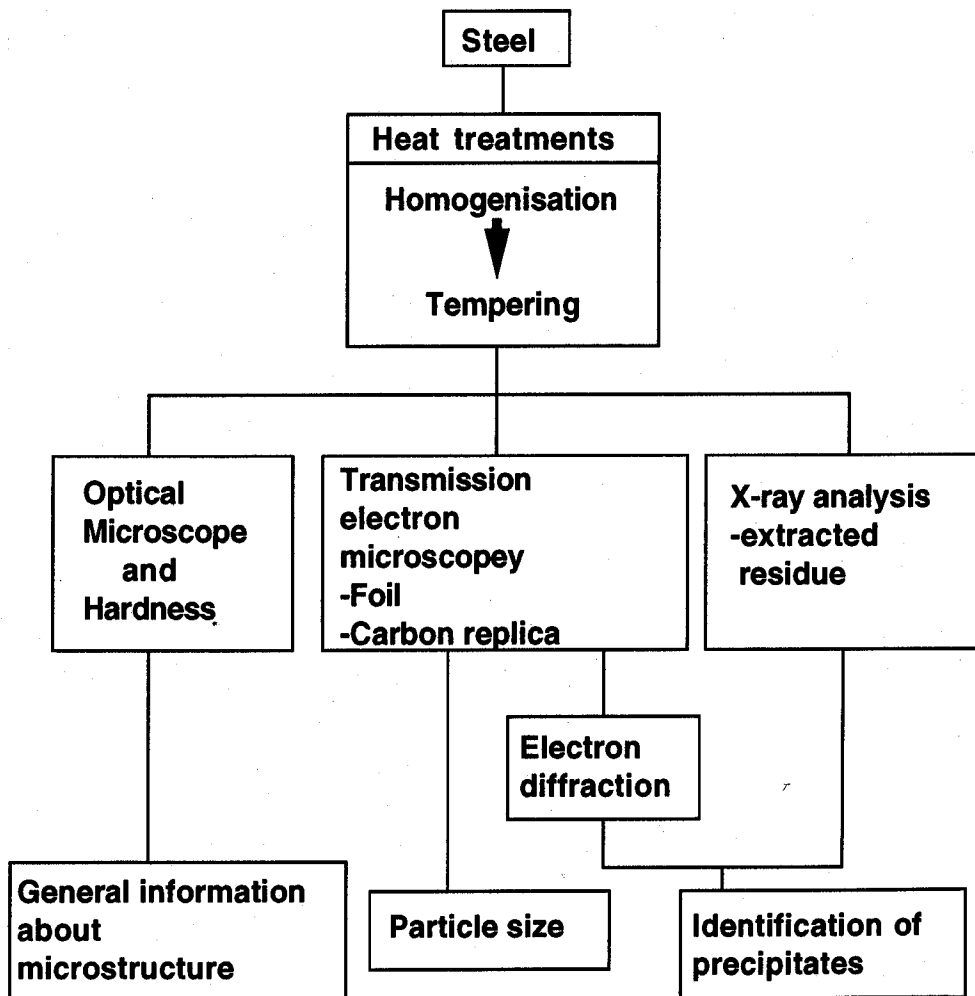 Steel
Heat treatments
Homogenisation
Tempering
Optical
Microscope
and
Hardness
Transmission
electron
microscopey
-Foil
-Carbon replica
X-ray analysis
-extracted
residue
Electron
diffraction
General information
about
microstructure
Particle size
Identification of
precipitates